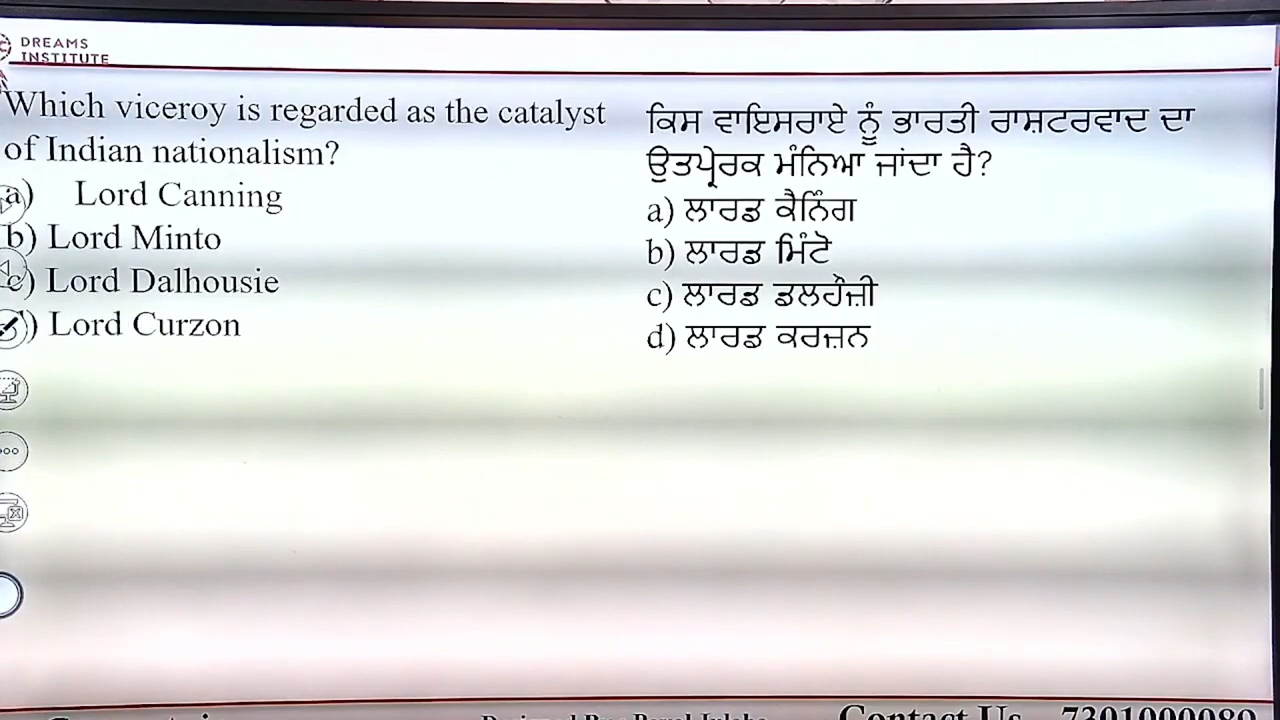 DREAMS
INSTITUTE
Which viceroy is regarded as the catalyst
of Indian nationalism?
a) Lord Canning
b) Lord Minto
c) Lord Dalhousie
) Lord Curzon
ਕਿਸ ਵਾਇਸਰਾਏ ਨੂੰ ਭਾਰਤੀ ਰਾਸ਼ਟਰਵਾਦ ਦਾ
ਉਤਪ੍ਰੇਰਕ ਮੰਨਿਆ ਜਾਂਦਾ ਹੈ?
a) ਲਾਰਡ ਕੈਨਿੰਗ
b) ਲਾਰਡ ਮਿੰਟੋ
c) ਲਾਰਡ ਡਲਹੌਜ਼ੀ
d) ਲਾਰਡ ਕਰਜ਼ਨ
Contact Us 7301000080